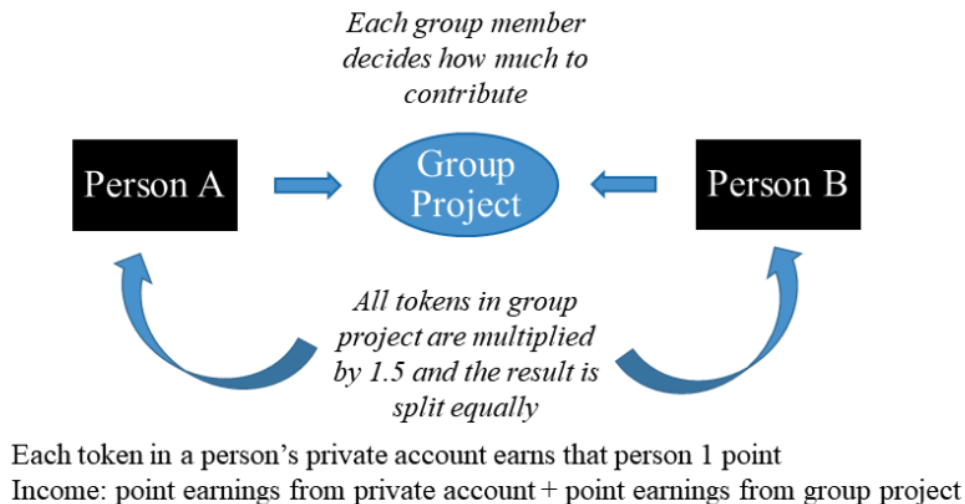 Each group member
decides how much to
contribute
Person A
Group
Project
Person B
All tokens in group
project are multiplied
by 1.5 and the result is
split equally
Each token in a person's private account earns that person 1 point
Income: point earnings from private account + point earnings from group project